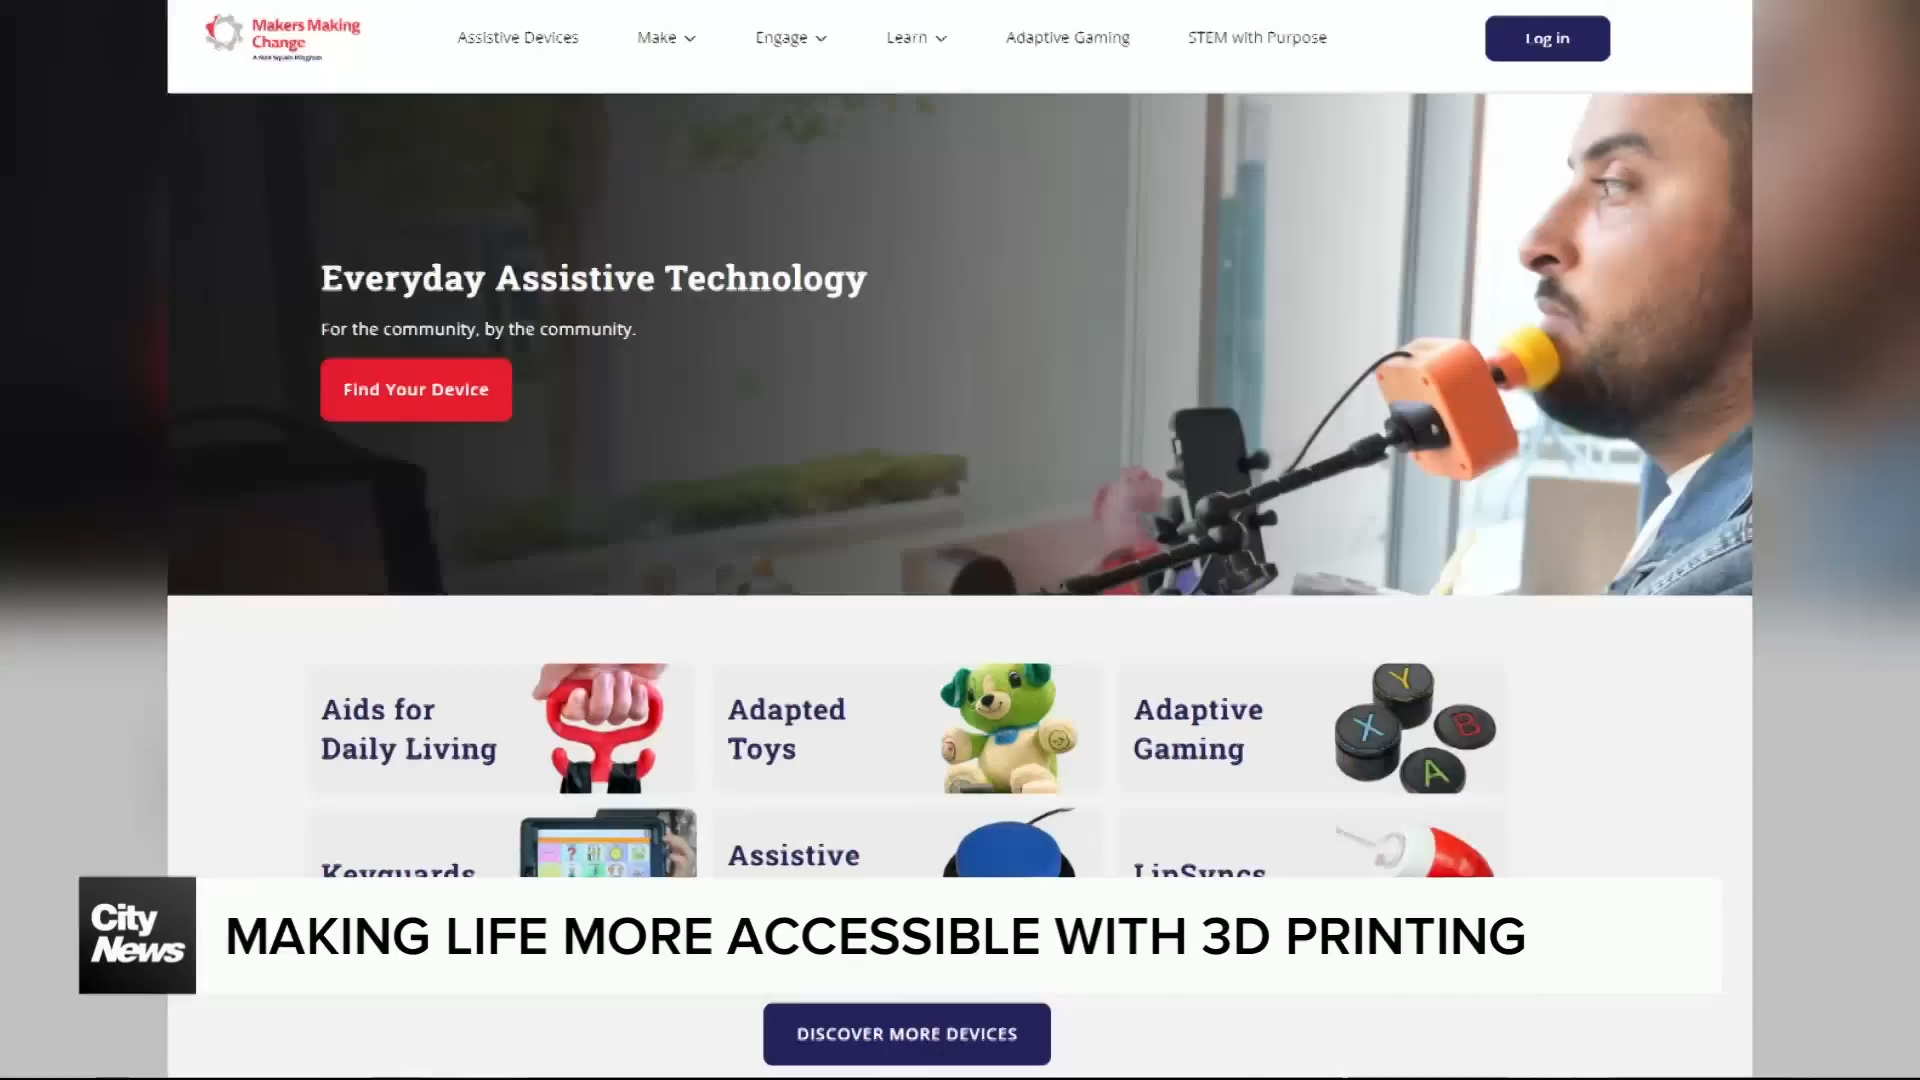 Makers Making
Change
Assistive Devices
Make
Engage
Learn
Adaptive Gaming
STEM with Purpose
Log in
Everyday Assistive Technology
For the community, by the community.
Find Your Device
Aids for
Daily Living
Adapted
Toys
Adaptive
Gaming
Y
X
B
A
Keyguards
Assistive
LipSyncs
City
News
MAKING LIFE MORE ACCESSIBLE WITH 3D PRINTING
DISCOVER MORE DEVICES